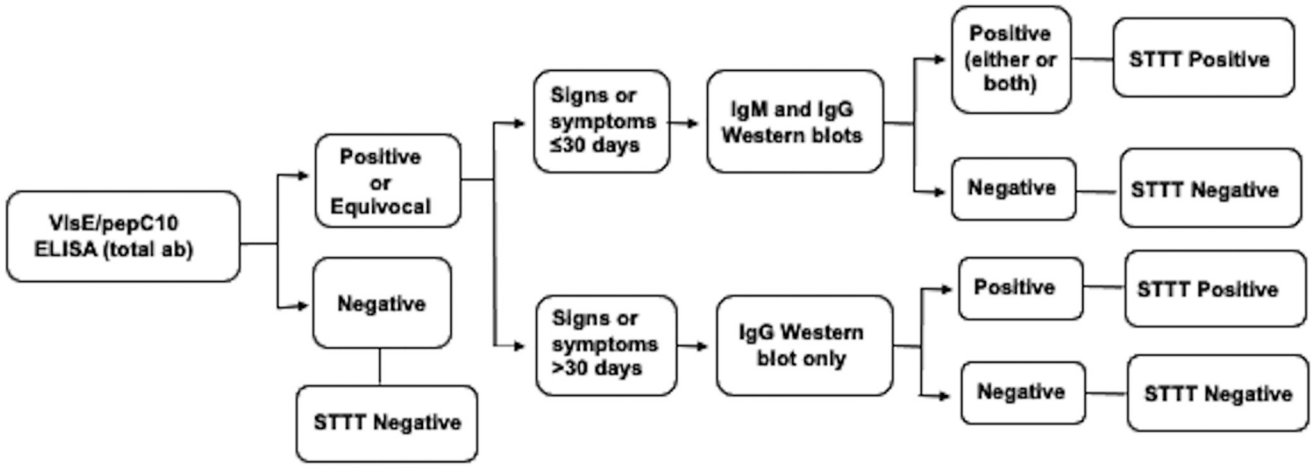 VlsE/pepC10
ELISA (total ab)
Positive
or
Equivocal
Negative
STTT Negative
Signs or
symptoms
≤30 days
IgM and IgG
Western blots
Positive
(either or
both)
STTT Positive
Negative
STTT Negative
Signs or
symptoms
>30 days
IgG Western
blot only
Positive
STTT Positive
Negative
STTT Negative